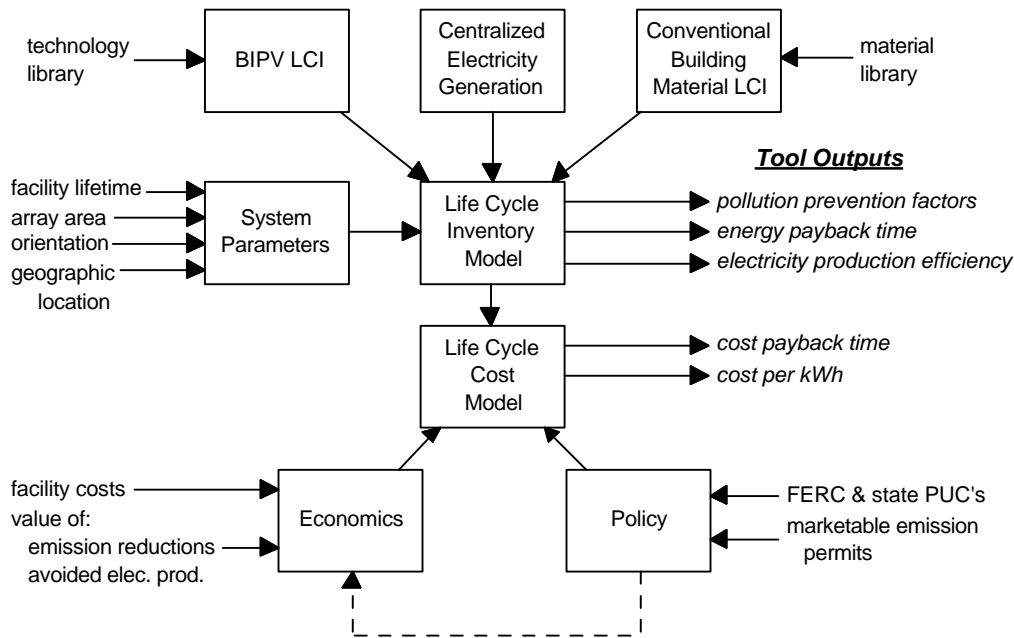 technology
library
BIPV LCI
Centralized
Electricity
Generation
Conventional
Building
Material LCI
material
library
Tool Outputs
facility lifetime
array area
orientation
geographic
location
System
Parameters
Life Cycle
Inventory
Model
pollution prevention factors
energy payback time
electricity production efficiency
Life Cycle
Cost
Model
cost payback time
cost per kWh
facility costs
value of:
emission reductions
avoided elec. prod.
Economics
Policy
FERC & state PUC's
marketable emission
permits